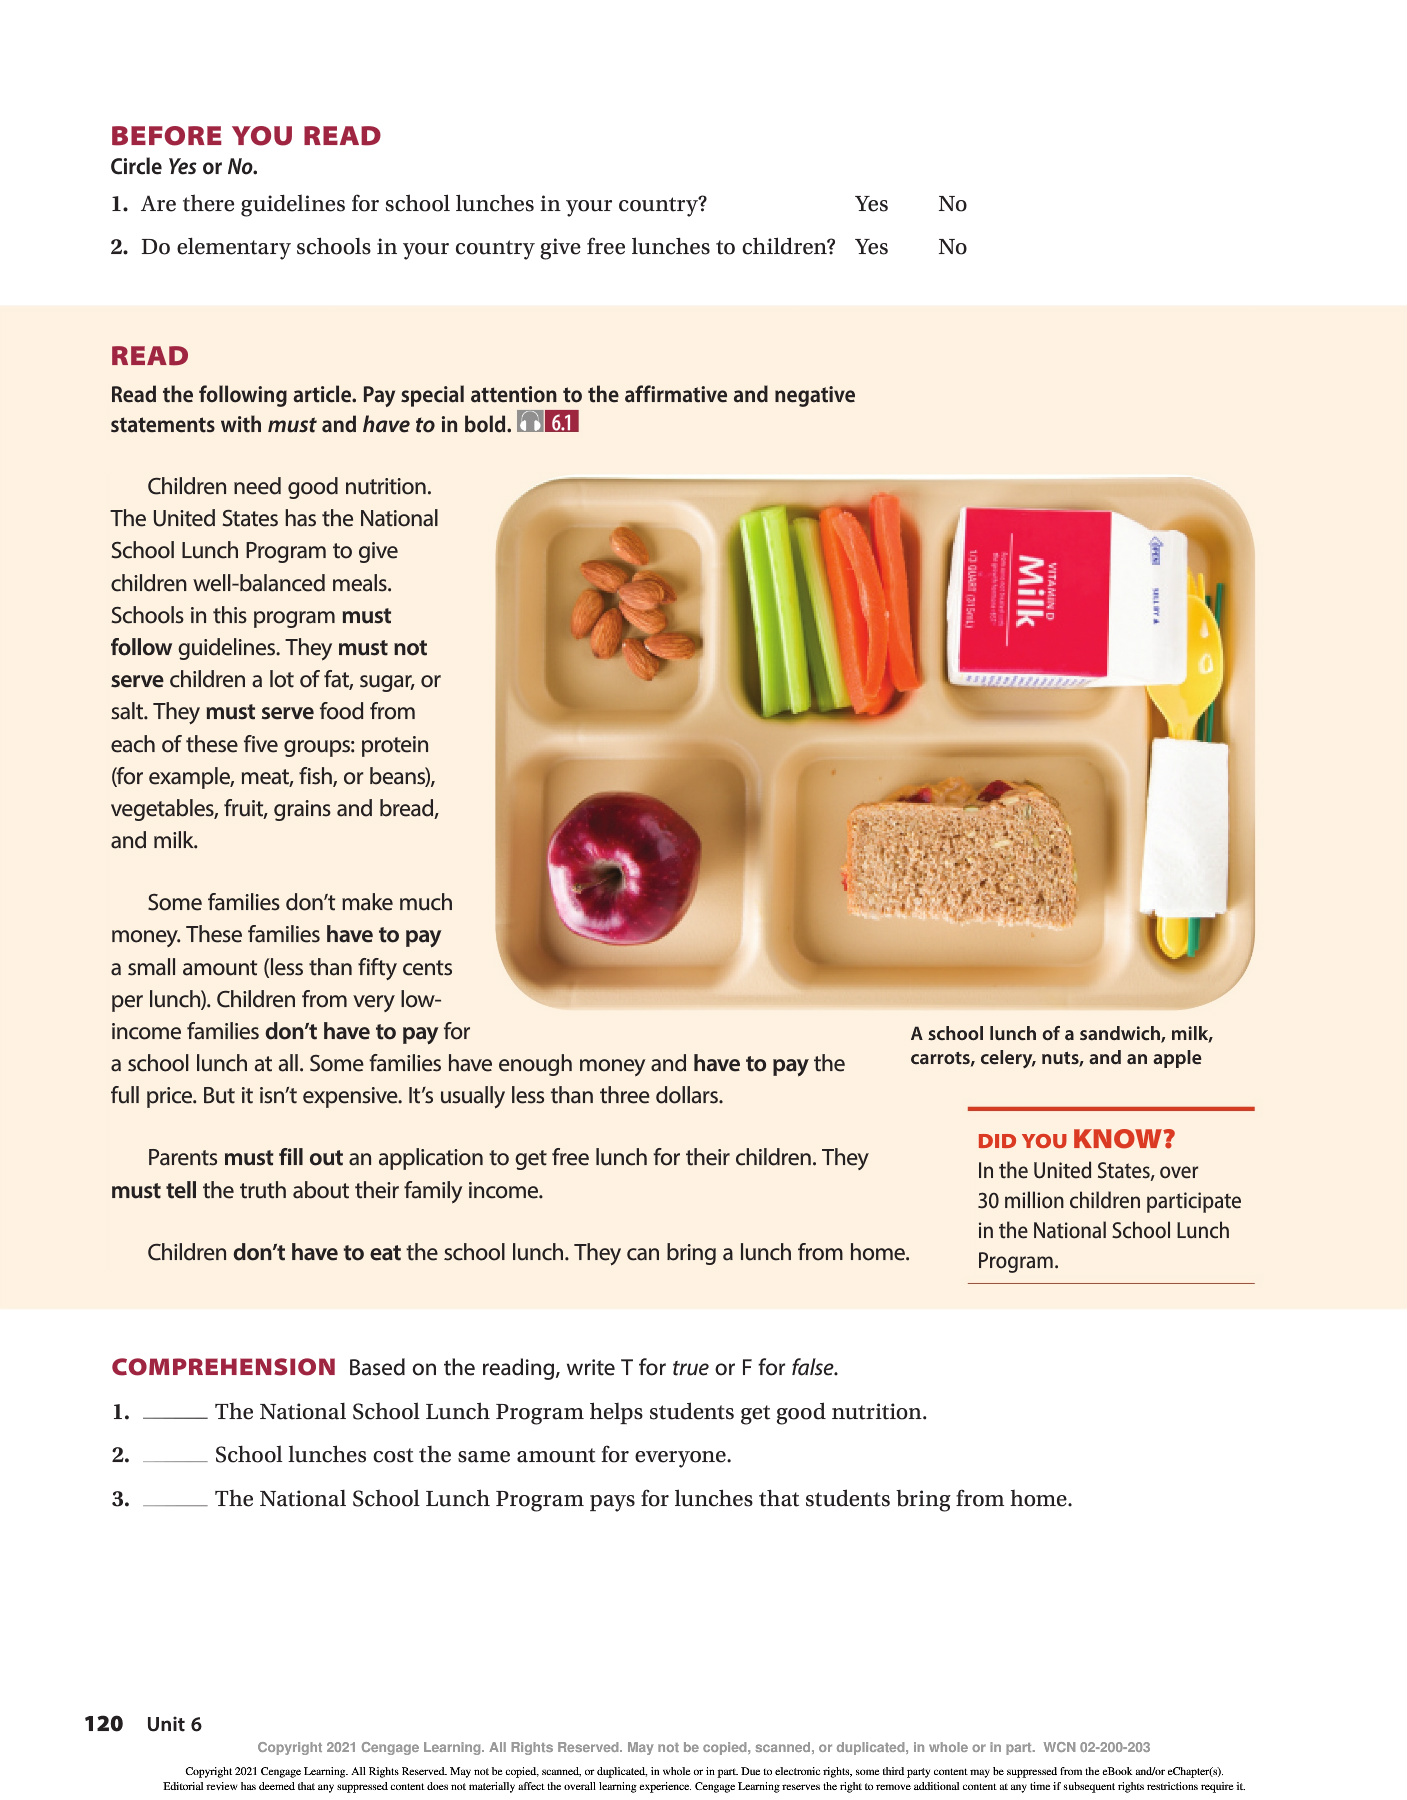 BEFORE YOU READ
Circle Yes or No.
1. Are there guidelines for school lunches in your country? Yes No
2. Do elementary schools in your country give free lunches to children? Yes No
READ
Read the following article. Pay special attention to the affirmative and negative
statements with must and have to in bold. 6.1
Children need good nutrition.
The United States has the National
School Lunch Program to give
children well-balanced meals.
Schools in this program must
follow guidelines. They must not
serve children a lot of fat, sugar, or
salt. They must serve food from
each of these five groups: protein
(for example, meat, fish, or beans),
vegetables, fruit, grains and bread,
and milk.
Some families don't make much
money. These families have to pay
a small amount (less than fifty cents
per lunch). Children from very low-
income families don't have to pay for
a school lunch at all. Some families have enough money and have to pay the
full price. But it isn't expensive. It's usually less than three dollars.
Parents must fill out an application to get free lunch for their children. They
must tell the truth about their family income.
Children don't have to eat the school lunch. They can bring a lunch from home.
VITAMIN D
Milk
OPEN
SELL BY
A school lunch of a sandwich, milk,
carrots, celery, nuts, and an apple
DID YOU KNOW?
In the United States, over
30 million children participate
in the National School Lunch
Program.
COMPREHENSION Based on the reading, write T for true or F for false.
1. ______ The National School Lunch Program helps students get good nutrition.
2. ______ School lunches cost the same amount for everyone.
3. ______ The National School Lunch Program pays for lunches that students bring from home.
120 Unit 6
Copyright 2021 Cengage Learning. All Rights Reserved. May not be copied, scanned, or duplicated, in whole or in part. WCN 02-200-203
Copyright 2021 Cengage Learning. All Rights Reserved. May not be copied, scanned, or duplicated, in whole or in part. Due to electronic rights, some third party content may be suppressed from the eBook and/or eChapter(s).
Editorial review has deemed that any suppressed content does not materially affect the overall learning experience. Cengage Learning reserves the right to remove additional content at any time if subsequent rights restrictions require it.